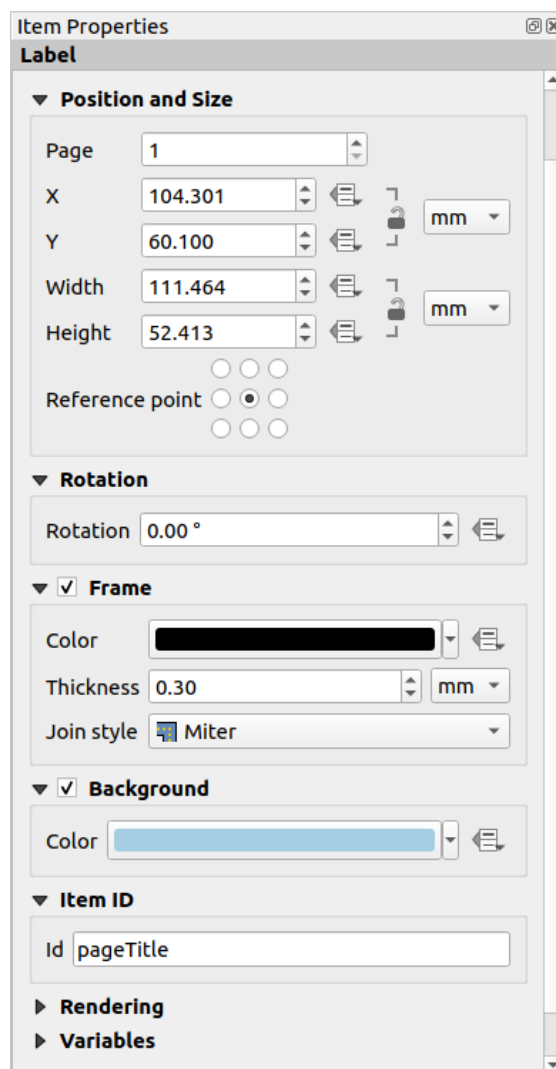 Item Properties
Label
Position and Size
Page 1
X 104.301
mm
Y 60.100
Width 111.464
mm
Height 52.413
Reference point
Rotation
Rotation 0.00 °
Frame
Color
Thickness 0.30 mm
Join style Miter
Background
Color
Item ID
Id pageTitle
Rendering
Variables